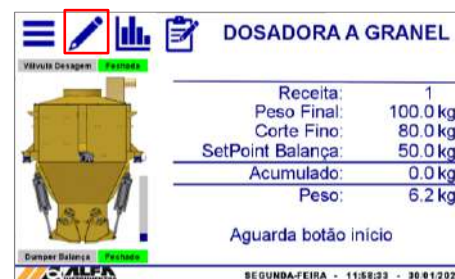 DOSADORA A GRANEL
Válvula Dosagem Fechada
Receita: 1
Peso Final: 100.0 kg
Corte Fino: 80.0 kg
SetPoint Balança: 50.0 kg
Acumulado: 0.0 kg
Peso: 6.2 kg
Aguarda botão início
Dumper Balança Fechado
ALFA
SEGUNDA-FEIRA - 11:58:33 - 30/01/202